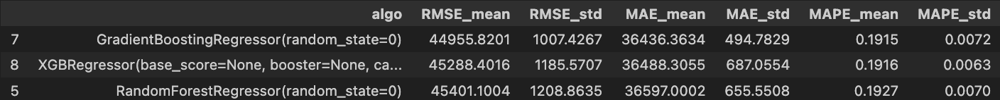 algo RMSE_mean RMSE_std MAE_mean MAE_std MAPE_mean MAPE_std
7 GradientBoostingRegressor(random_state=0) 44955.8201 1007.4267 36436.3634 494.7829 0.1915 0.0072
8 XGBRegressor(base_score=None, booster=None, ca... 45288.4016 1185.5707 36488.3055 687.0554 0.1916 0.0063
5 RandomForestRegressor(random_state=0) 45401.1004 1208.8635 36597.0002 655.5508 0.1927 0.0070